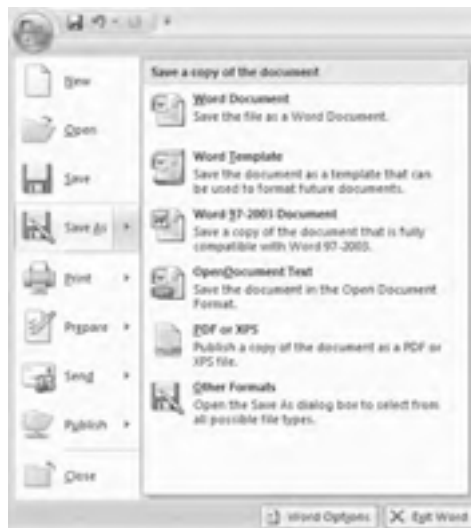 New
Open
Save
Save As
Print
Prepare
Send
Publish
Close
Save a copy of the document
Word Document
Save the file as a Word Document.
Word Template
Save the document as a template that can
be used to format future documents.
Word 97-2003 Document
Save a copy of the document that is fully
compatible with Word 97-2003.
OpenDocument Text
Save the document in the Open Document
Format.
PDF or XPS
Publish a copy of the document as a PDF or
XPS file.
Other Formats
Open the Save As dialog box to select from
all possible file types.
Word Options
Exit Word